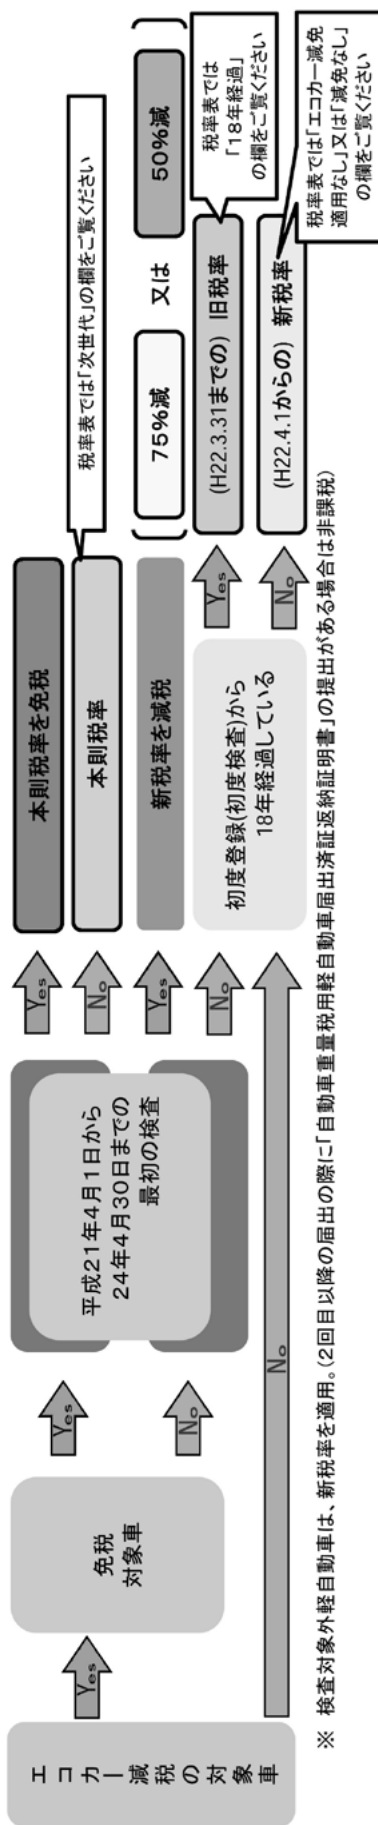 エコカー減税の対象車
Yes
No
免税
対象車
Yes
No
平成21年4月1日から
24年4月30日までの
最初の検査
Yes
No
Yes
No
本則税率を免税
本則税率
税率表では「次世代」の欄をご覧ください
新税率を減税
75%減
又は
50%減
初度登録(初度検査)から
18年経過している
Yes
No
(H22.3.31までの) 旧税率
税率表では
「18年経過」
の欄をご覧ください
(H22.4.1からの) 新税率
税率表では「エコカー減免
適用なし」又は「減免なし」
の欄をご覧ください
※ 検査対象外軽自動車は、新税率を適用。(2回目以降の届出の際に「自動車重量税用軽自動車届出済証返納証明書」の提出がある場合は非課税)